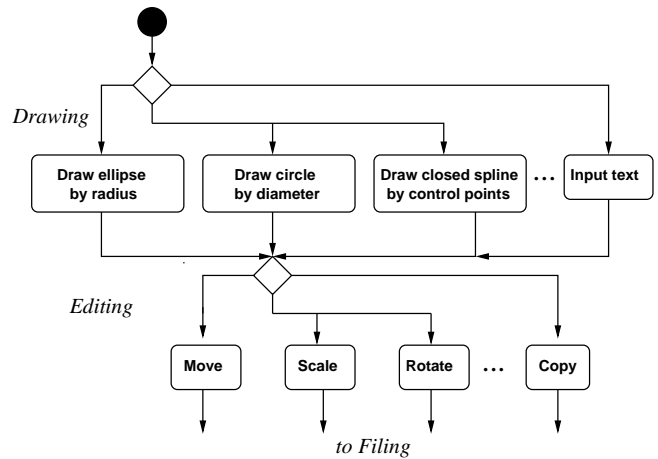 Drawing
Draw ellipse
by radius
Draw circle
by diameter
Draw closed spline
by control points
...
Input text
Editing
Move
Scale
Rotate
...
Copy
to Filing